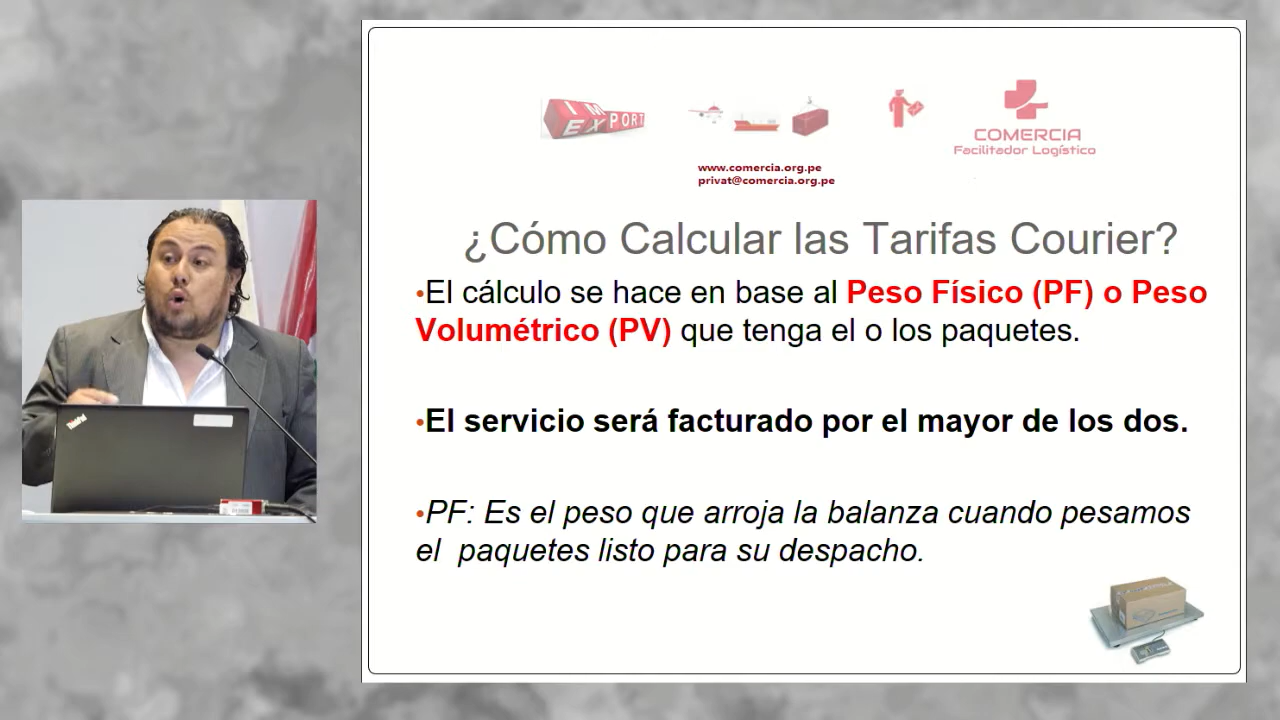 IM
EXPORT
COMERCIA
Facilitador Logístico
www.comercia.org.pe
privat@comercia.org.pe
¿Cómo Calcular las Tarifas Courier?
•El cálculo se hace en base al Peso Físico (PF) o Peso
Volumétrico (PV) que tenga el o los paquetes.
•El servicio será facturado por el mayor de los dos.
•PF: Es el peso que arroja la balanza cuando pesamos
el  paquetes listo para su despacho.
ThinkPad